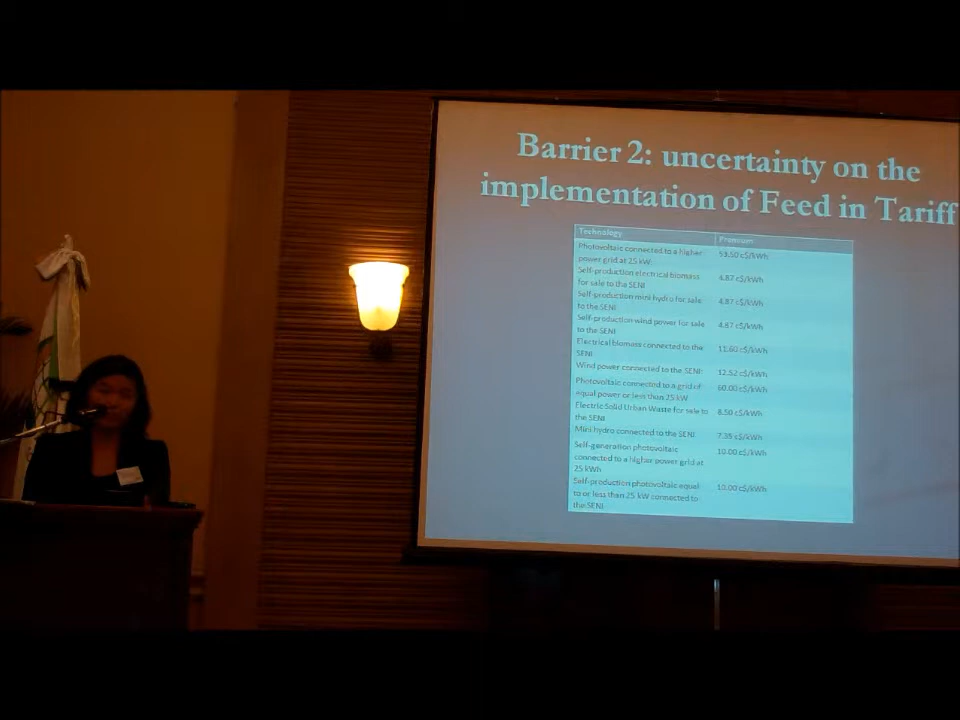 Barrier 2: uncertainty on the
implementation of Feed in Tariff
Technology Premium
Photovoltaic connected to a higher 53.50 c$/kWh
power grid at 25 kW:
Self-production electrical biomass 4.87 c$/kWh
for sale to the SENI
Self-production mini hydro for sale 4.87 c$/kWh
to the SENI
Self-production wind power for sale 4.87 c$/kWh
to the SENI
Electrical biomass connected to the 11.60 c$/kWh
SENI
Wind power connected to the SENI: 12.52 c$/kWh
Photovoltaic connected to a grid of 60.00 c$/kWh
equal power or less than 25 kW
Electric Solid Urban Waste for sale to 8.50 c$/kWh
the SENI
Mini hydro connected to the SENI: 7.35 c$/kWh
Self-generation photovoltaic 10.00 c$/kWh
connected to a higher power grid at
25 kWh
Self-production photovoltaic equal 10.00 c$/kWh
to or less than 25 kW connected to
the SENI